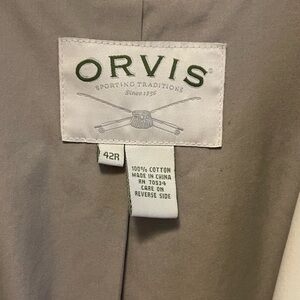 ORVIS
SPORTING TRADITIONS
Since 1856
42R
100% COTTON
MADE IN CHINA
RN 70534
CARE ON
REVERSE SIDE